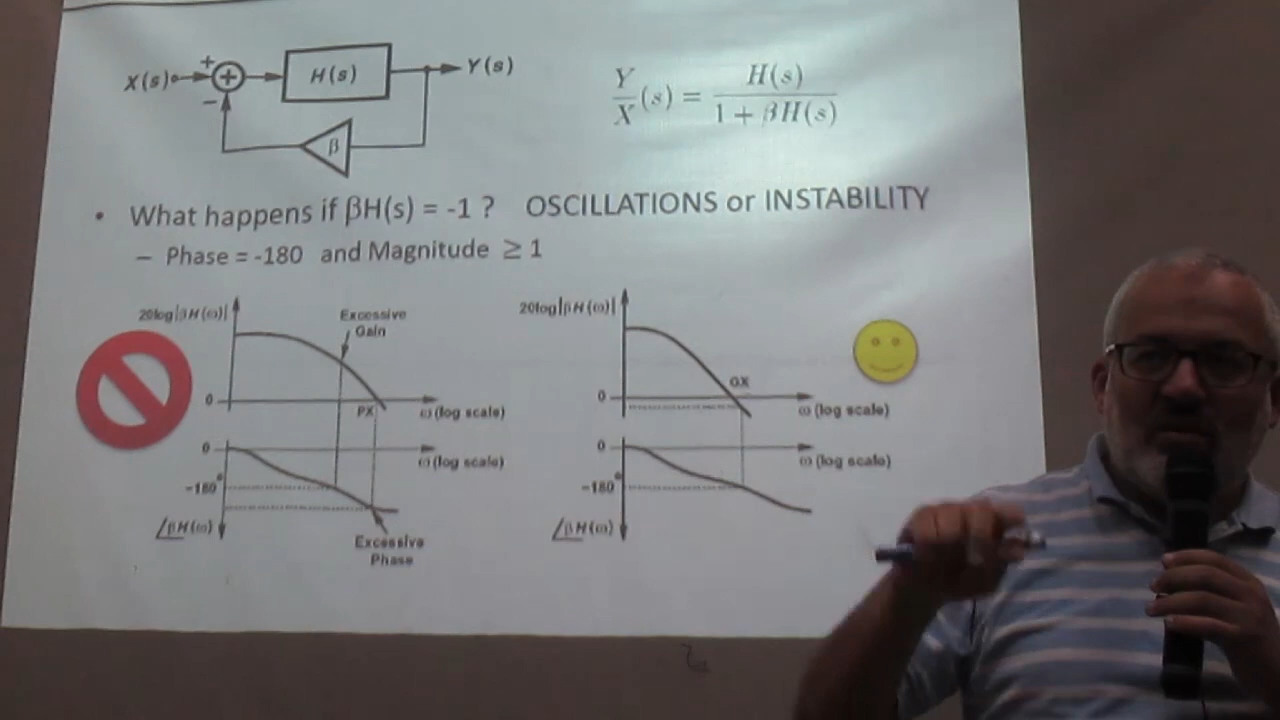 X(s)
+
+
−
H(s)
Y(s)
β
Y/X (s) = H(s) / 1 + βH(s)
• What happens if βH(s) = -1 ? OSCILLATIONS or INSTABILITY
– Phase = -180 and Magnitude ≥ 1
20log|βH(ω)|
Excessive
Gain
0
PX
ω (log scale)
0
ω (log scale)
−180°
∠βH(ω)
Excessive
Phase
20log|βH(ω)|
GX
0
ω (log scale)
0
ω (log scale)
−180°
∠βH(ω)